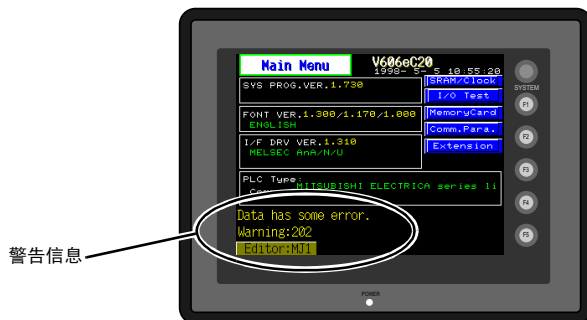 Main Menu
V606eC20
1998- 5- 5 10:55:20
SYS PROG.VER.1.730
SRAM/Clock
I/O Test
FONT VER.1.300/1.170/1.000
ENGLISH
MemoryCard
Comm.Para.
I/F DRV VER.1.310
MELSEC AnA/N/U
Extension
PLC Type:
MITSUBISHI ELECTRICA series li
Data has some error.
Warning:202
Editor:MJ1
SYSTEM
F1
F2
F3
F4
F5
POWER
警告信息